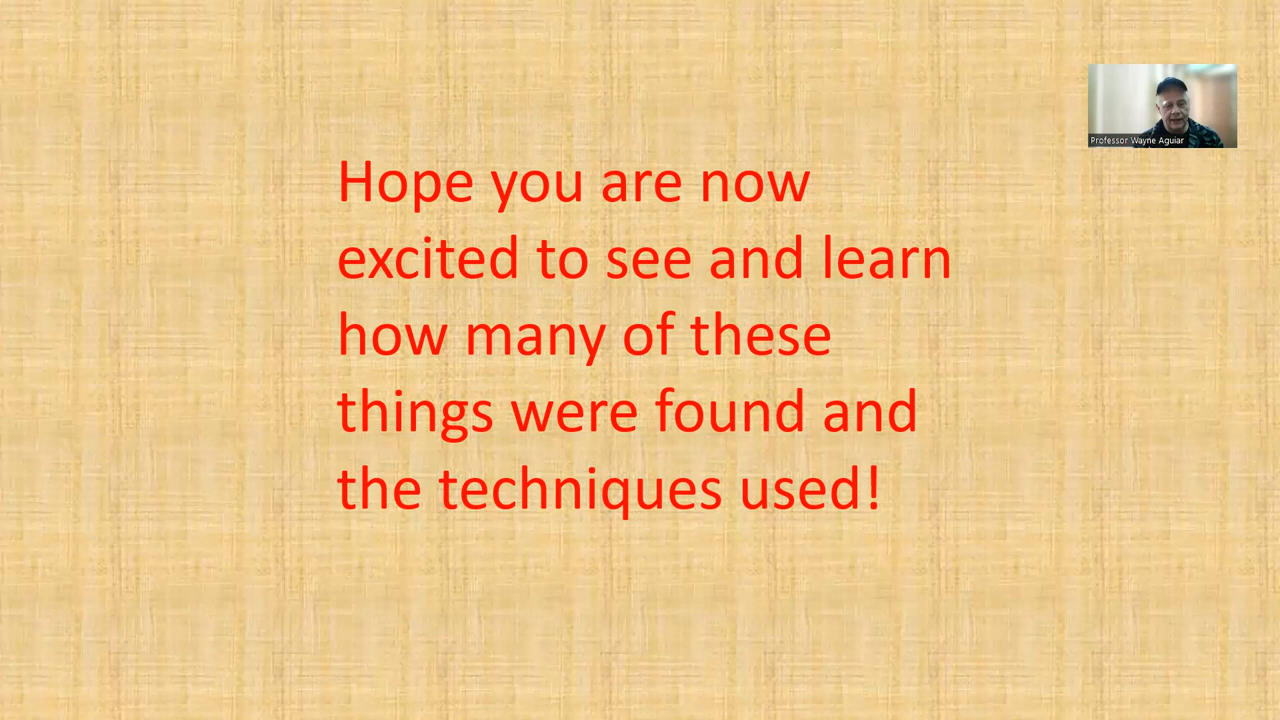 Professor Wayne Aguiar
Hope you are now
excited to see and learn
how many of these
things were found and
the techniques used!